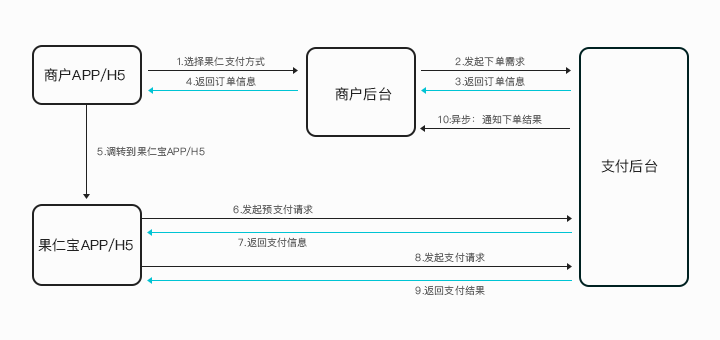 商户APP/H5
1.选择果仁支付方式
4.返回订单信息
商户后台
2.发起下单需求
3.返回订单信息
10:异步：通知下单结果
支付后台
5.调转到果仁宝APP/H5
果仁宝APP/H5
6.发起预支付请求
7.返回支付信息
8.发起支付请求
9.返回支付结果